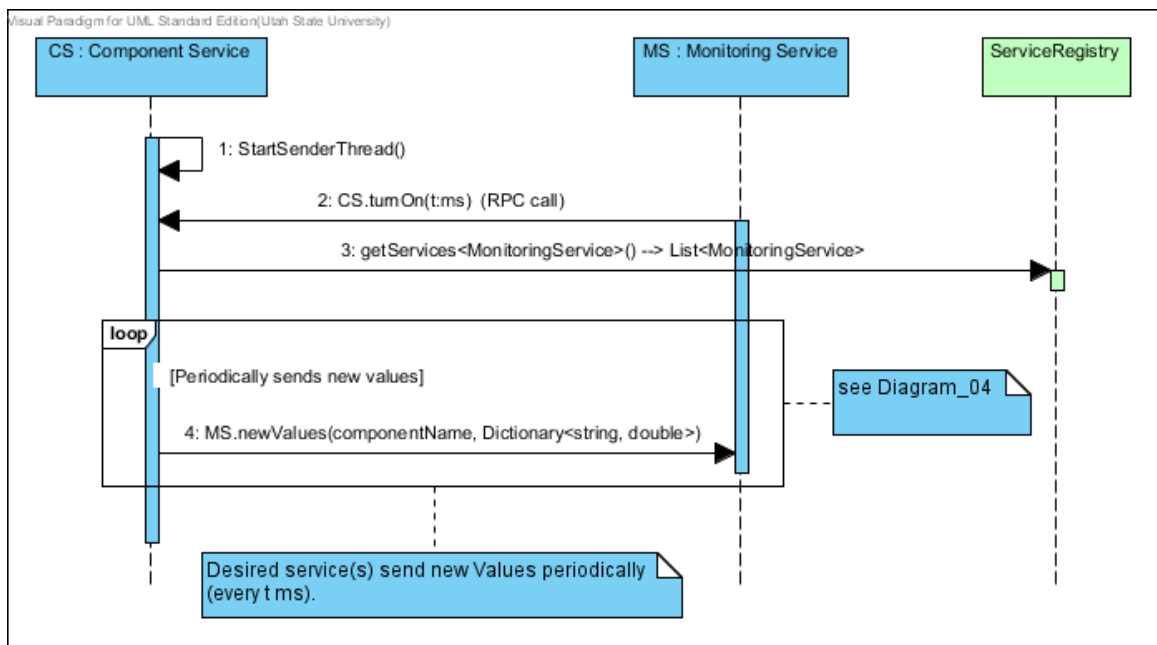 Visual Paradigm for UML Standard Edition(Utah State University)
CS : Component Service
MS : Monitoring Service
ServiceRegistry
1: StartSenderThread()
2: CS.turnOn(t:ms)  (RPC call)
3: getServices<MonitoringService>() --> List<MonitoringService>
loop
[Periodically sends new values]
see Diagram_04
4: MS.newValues(componentName, Dictionary<string, double>)
Desired service(s) send new Values periodically
(every t ms).